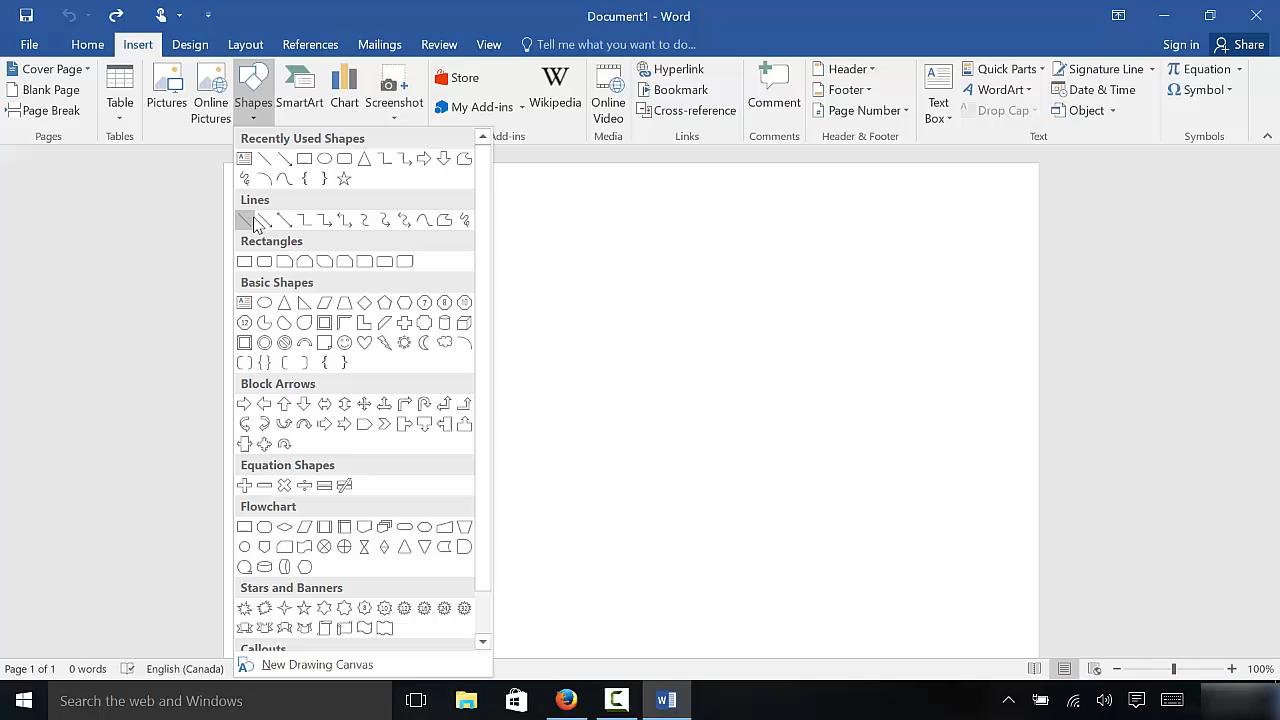 Document1 - Word
File Home Insert Design Layout References Mailings Review View Tell me what you want to do... Sign in Share
Cover Page
Blank Page
Page Break
Pages
Table
Tables
Pictures
Online Pictures
Shapes
SmartArt
Chart
Screenshot
Store
My Add-ins
Wikipedia
d-ins
Online Video
Media
Hyperlink
Bookmark
Cross-reference
Links
Comment
Comments
Header
Footer
Page Number
Header & Footer
Text Box
Quick Parts
WordArt
Drop Cap
Signature Line
Date & Time
Object
Text
Equation
Symbol
Symbols
Recently Used Shapes
Lines
Rectangles
Basic Shapes
Block Arrows
Equation Shapes
Flowchart
Stars and Banners
Callouts
New Drawing Canvas
Page 1 of 1 0 words English (Canada) 100%
Search the web and Windows